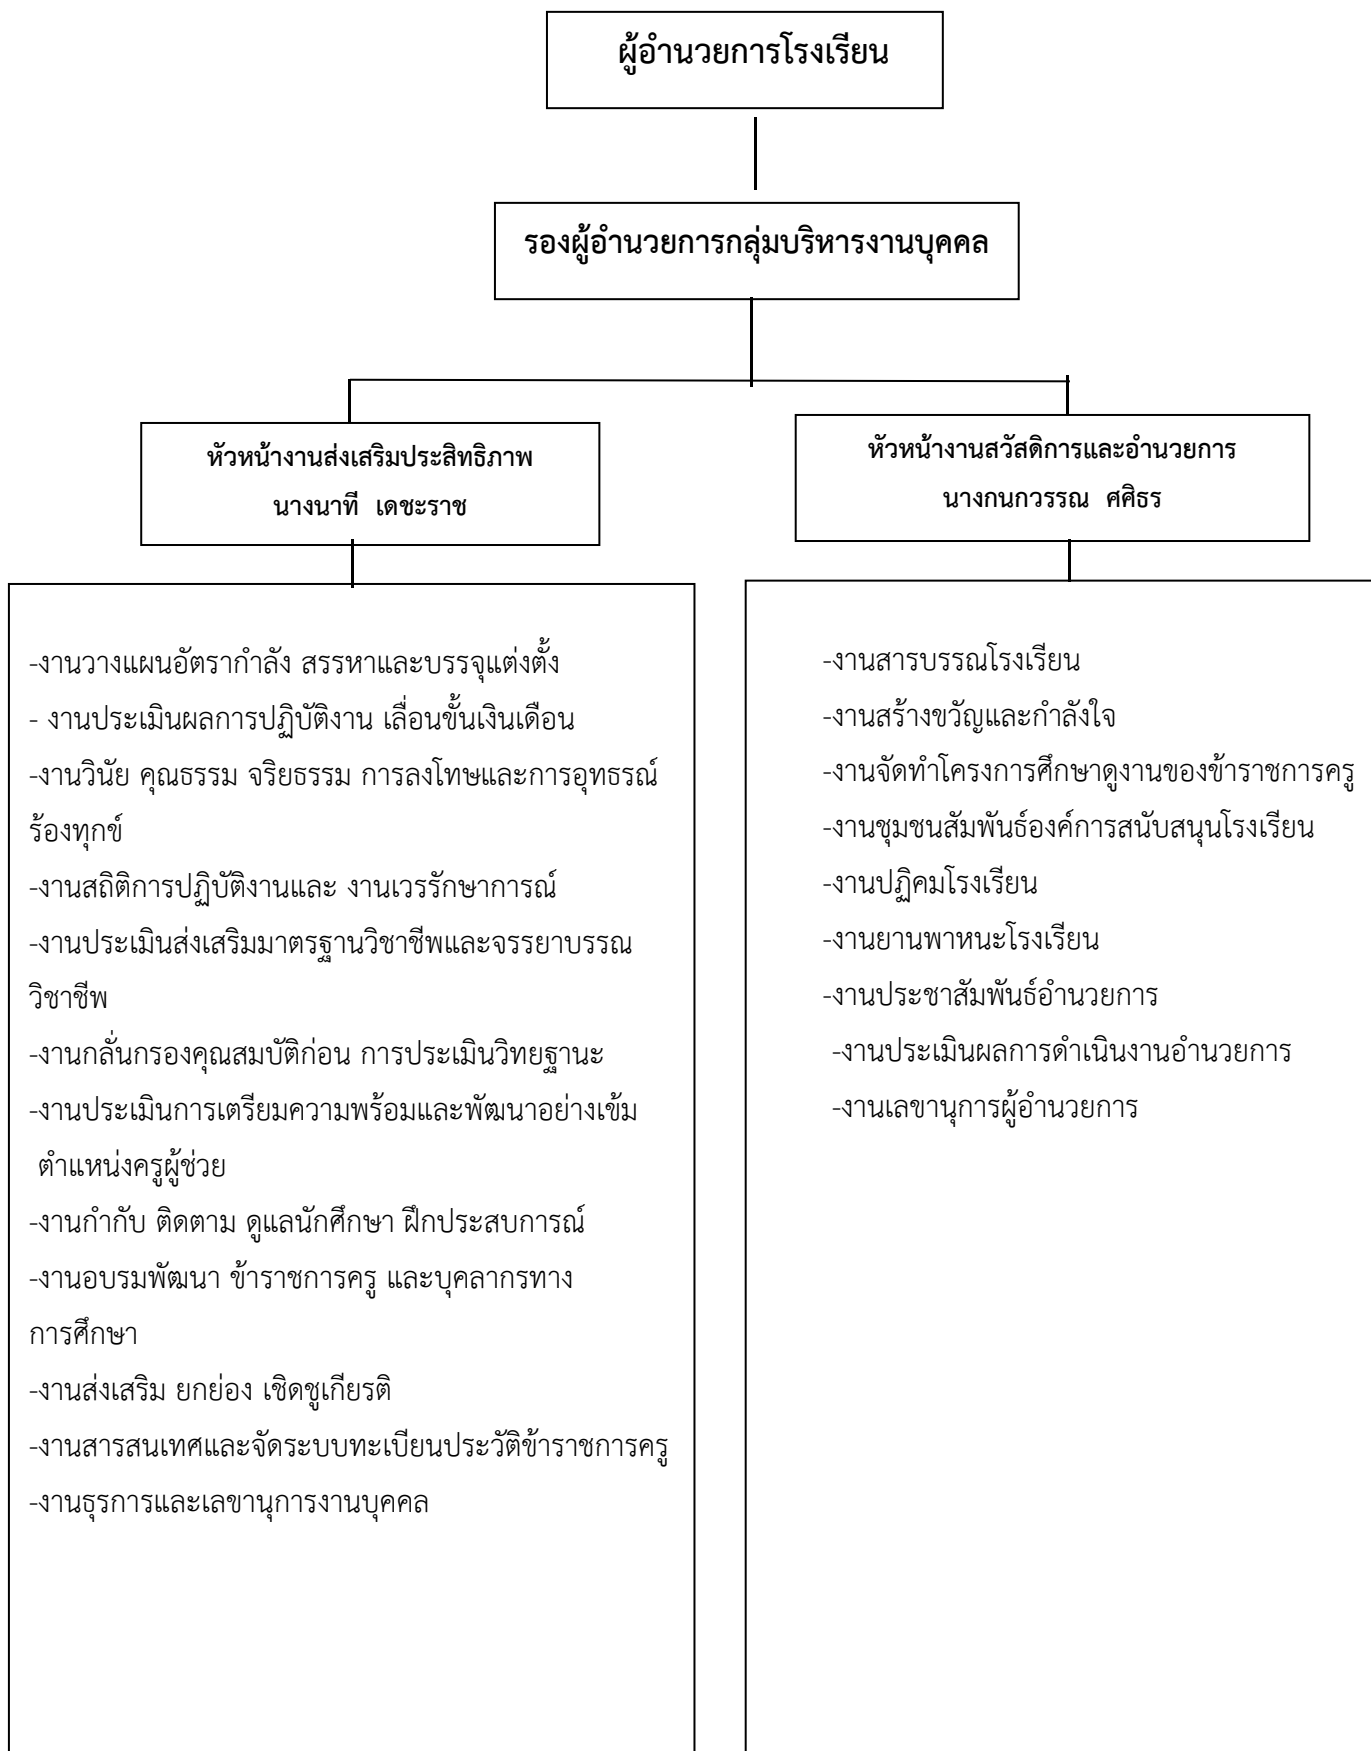 ผู้อำนวยการโรงเรียน
รองผู้อำนวยการกลุ่มบริหารงานบุคคล
หัวหน้างานส่งเสริมประสิทธิภาพ
นางนาที เดชะราช
หัวหน้างานสวัสดิการและอำนวยการ
นางกนกวรรณ ศศิธร
-งานวางแผนอัตรากำลัง สรรหาและบรรจุแต่งตั้ง
- งานประเมินผลการปฏิบัติงาน เลื่อนขั้นเงินเดือน
-งานวินัย คุณธรรม จริยธรรม การลงโทษและการอุทธรณ์
ร้องทุกข์
-งานสถิติการปฏิบัติงานและ งานเวรรักษาการณ์
-งานประเมินส่งเสริมมาตรฐานวิชาชีพและจรรยาบรรณ
วิชาชีพ
-งานกลั่นกรองคุณสมบัติก่อน การประเมินวิทยฐานะ
-งานประเมินการเตรียมความพร้อมและพัฒนาอย่างเข้ม
ตำแหน่งครูผู้ช่วย
-งานกำกับ ติดตาม ดูแลนักศึกษา ฝึกประสบการณ์
-งานอบรมพัฒนา ข้าราชการครู และบุคลากรทาง
การศึกษา
-งานส่งเสริม ยกย่อง เชิดชูเกียรติ
-งานสารสนเทศและจัดระบบทะเบียนประวัติข้าราชการครู
-งานธุรการและเลขานุการงานบุคคล
-งานสารบรรณโรงเรียน
-งานสร้างขวัญและกำลังใจ
-งานจัดทำโครงการศึกษาดูงานของข้าราชการครู
-งานชุมชนสัมพันธ์องค์การสนับสนุนโรงเรียน
-งานปฏิคมโรงเรียน
-งานยานพาหนะโรงเรียน
-งานประชาสัมพันธ์อำนวยการ
-งานประเมินผลการดำเนินงานอำนวยการ
-งานเลขานุการผู้อำนวยการ